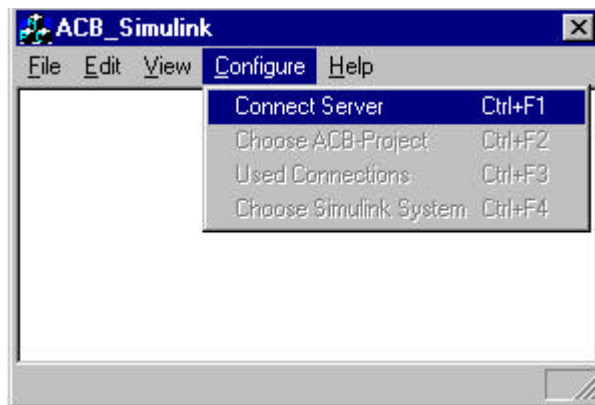 ACB_Simulink
File Edit View Configure Help
Connect Server Ctrl+F1
Choose ACB-Project Ctrl+F2
Used Connections Ctrl+F3
Choose Simulink System Ctrl+F4